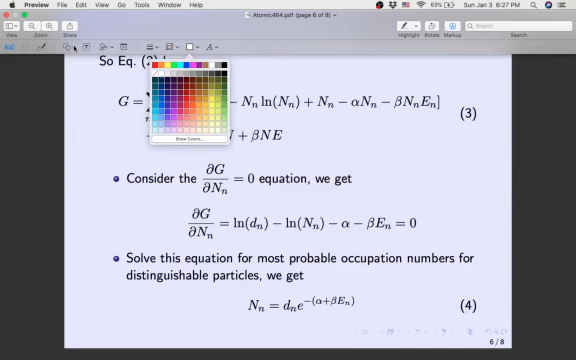 Preview File Edit View Go Tools Window Help
63% Sun Jan 3 6:27 PM
Atomic464.pdf (page 6 of 8)
View Zoom Share Highlight Rotate Markup Search
So Eq. (2)
G = − N_n ln(N_n) + N_n − αN_n − βN_nE_n] (3)
+ βNE
Show Colors...
Consider the ∂G/∂N_n = 0 equation, we get
∂G/∂N_n = ln(d_n) − ln(N_n) − α − βE_n = 0
Solve this equation for most probable occupation numbers for
distinguishable particles, we get
N_n = d_n e^{−(α+βE_n)} (4)
6 / 8